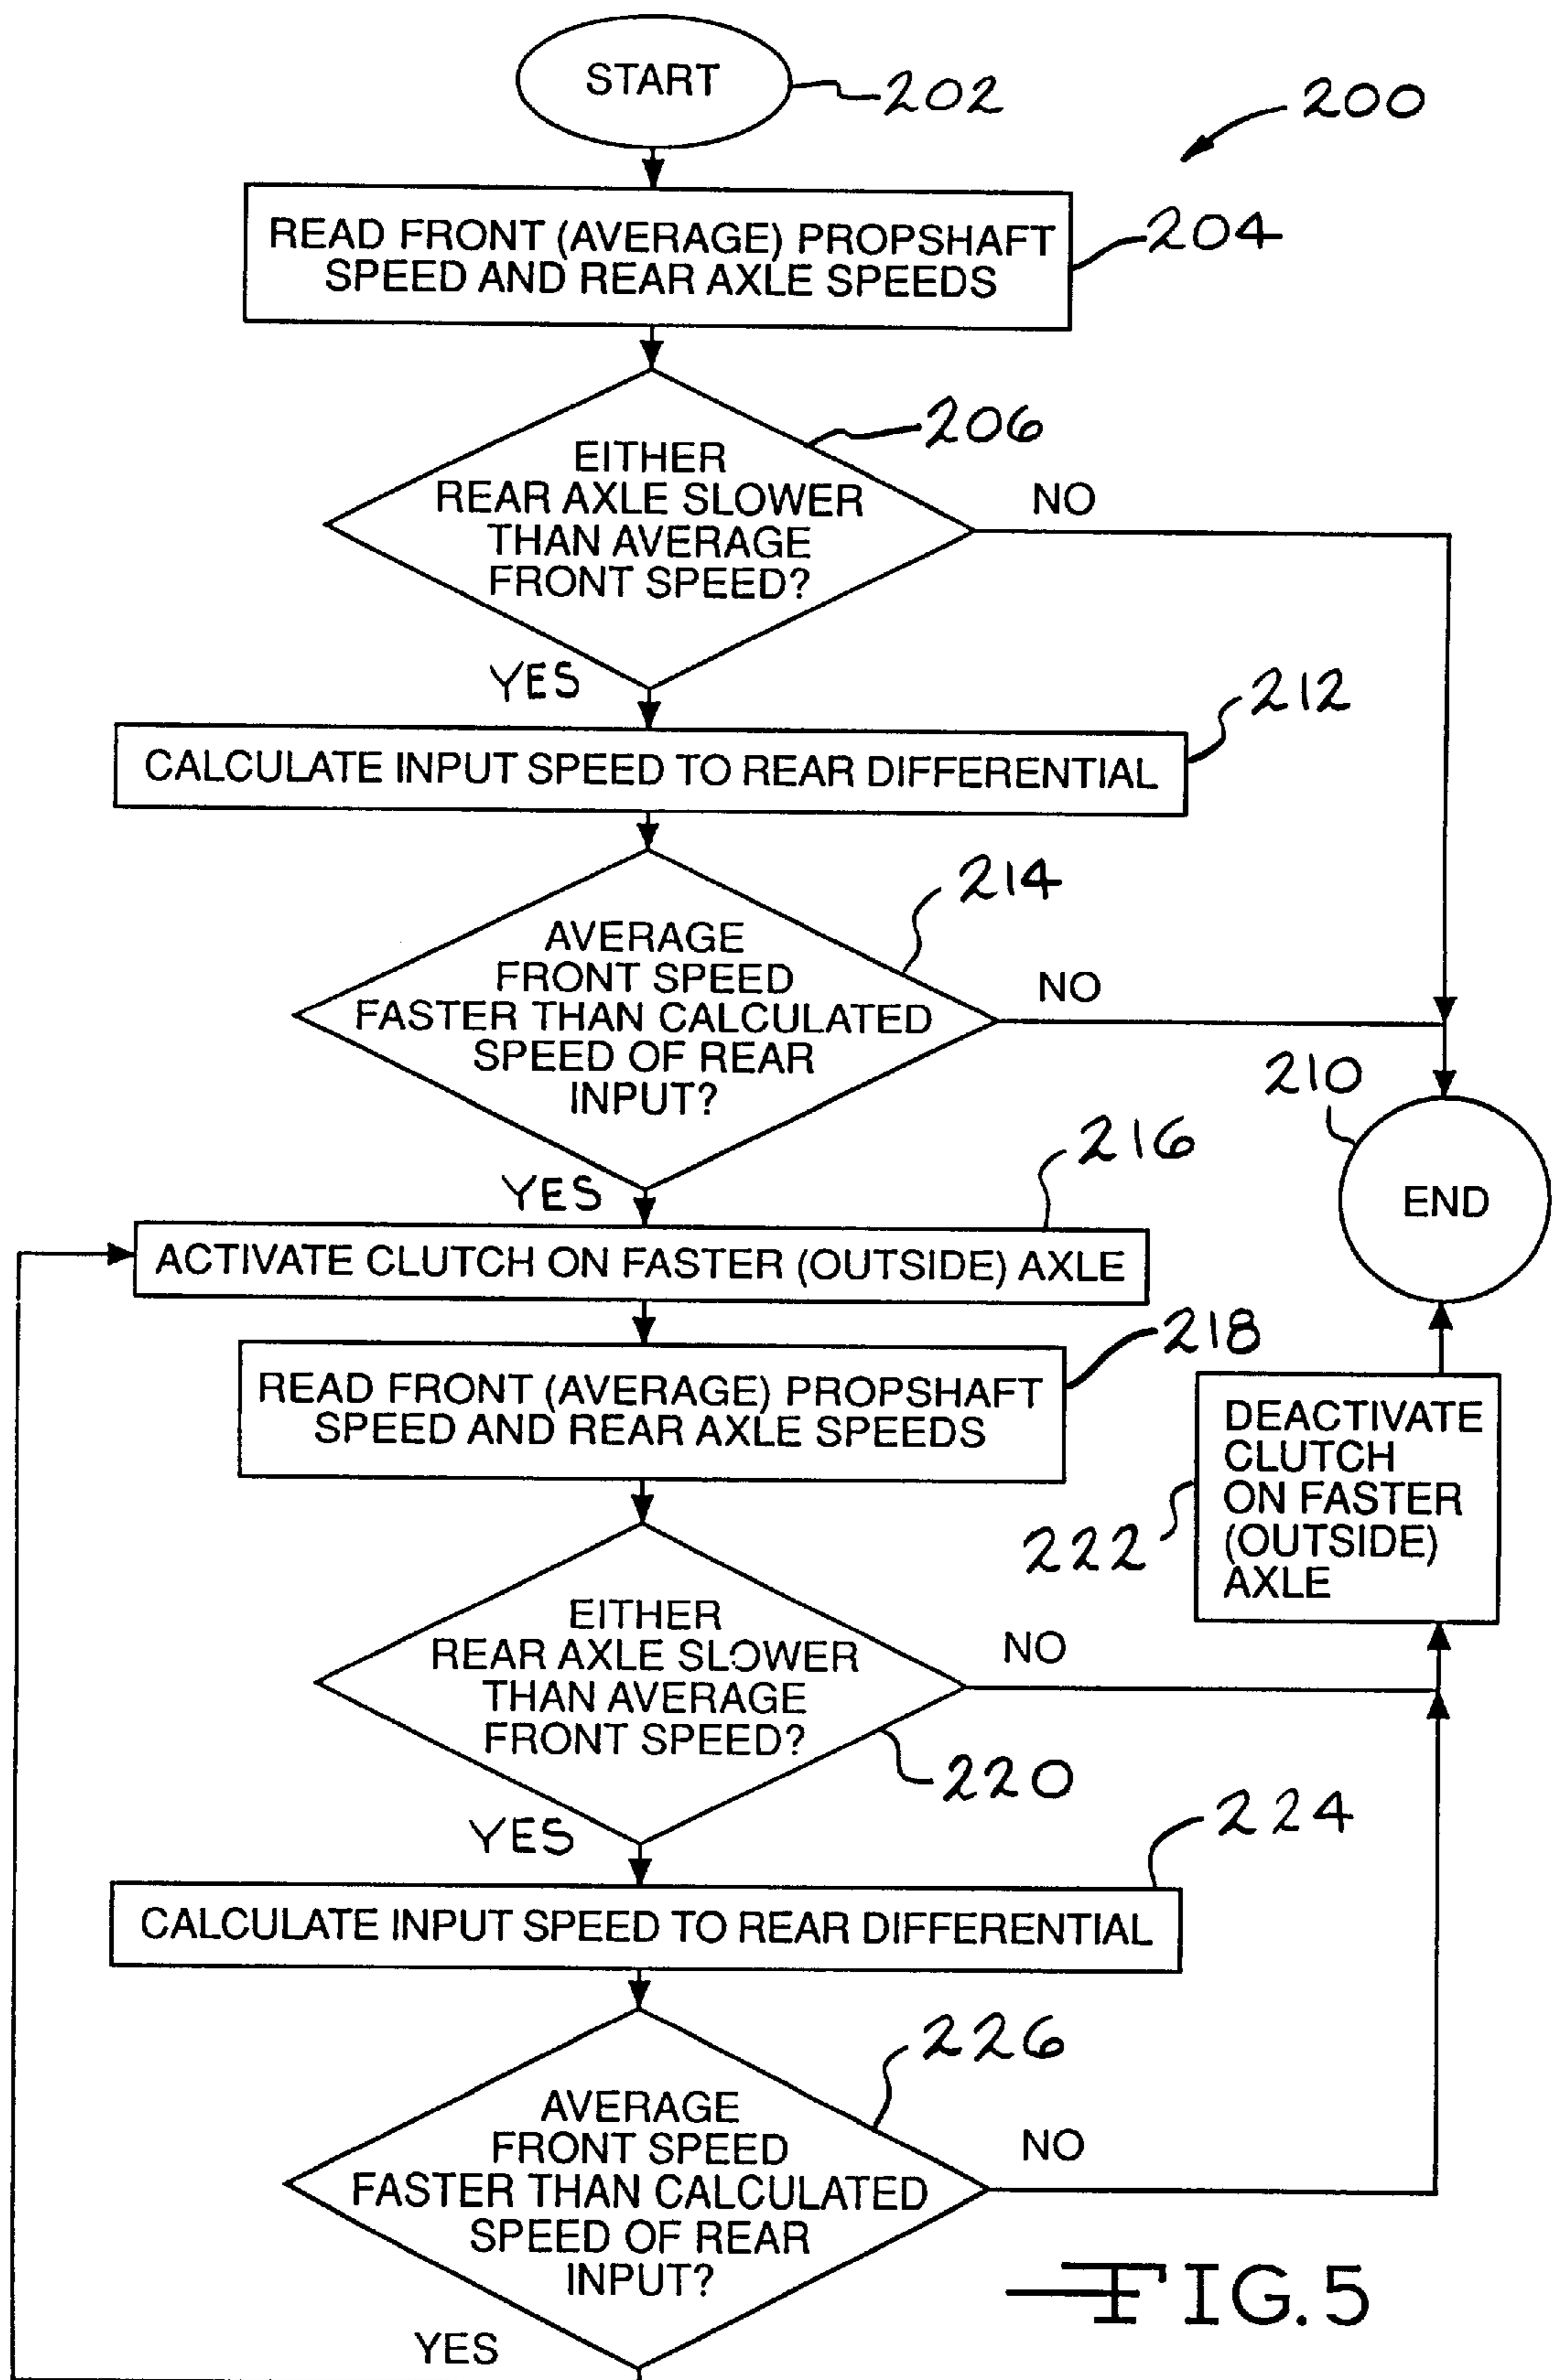 START
202
200
READ FRONT (AVERAGE) PROPSHAFT
SPEED AND REAR AXLE SPEEDS
204
EITHER
REAR AXLE SLOWER
THAN AVERAGE
FRONT SPEED?
206
NO
YES
212
CALCULATE INPUT SPEED TO REAR DIFFERENTIAL
214
AVERAGE
FRONT SPEED
FASTER THAN CALCULATED
SPEED OF REAR
INPUT?
NO
210
END
YES
216
ACTIVATE CLUTCH ON FASTER (OUTSIDE) AXLE
218
READ FRONT (AVERAGE) PROPSHAFT
SPEED AND REAR AXLE SPEEDS
DEACTIVATE
CLUTCH
ON FASTER
(OUTSIDE)
AXLE
222
EITHER
REAR AXLE SLOWER
THAN AVERAGE
FRONT SPEED?
NO
220
YES
224
CALCULATE INPUT SPEED TO REAR DIFFERENTIAL
226
AVERAGE
FRONT SPEED
FASTER THAN CALCULATED
SPEED OF REAR
INPUT?
NO
YES
FIG. 5